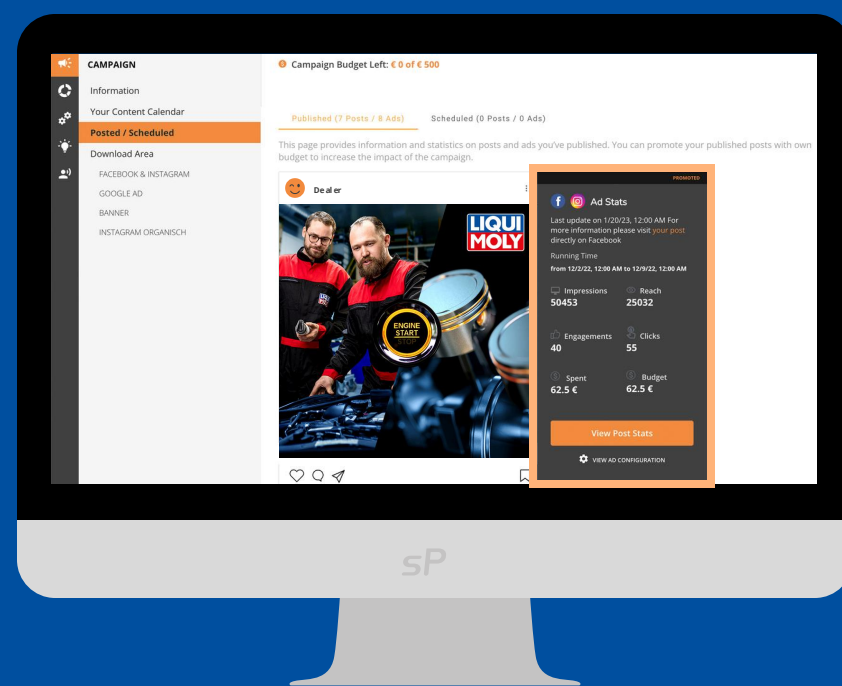 CAMPAIGN
Information
Your Content Calendar
Posted / Scheduled
Download Area
FACEBOOK & INSTAGRAM
GOOGLE AD
BANNER
INSTAGRAM ORGANISCH
Campaign Budget Left: € 0 of € 500
Published (7 Posts / 8 Ads) Scheduled (0 Posts / 0 Ads)
This page provides information and statistics on posts and ads you've published. You can promote your published posts with own
budget to increase the impact of the campaign.
Dealer
LIQUI
MOLY
ENGINE
START
STOP
PROMOTED
Ad Stats
Last update on 1/20/23, 12:00 AM For
more information please visit your post
directly on Facebook
Running Time
from 12/2/22, 12:00 AM to 12/9/22, 12:00 AM
Impressions Reach
50453 25032
Engagements Clicks
40 55
Spent Budget
62.5 € 62.5 €
View Post Stats
VIEW AD CONFIGURATION
sP